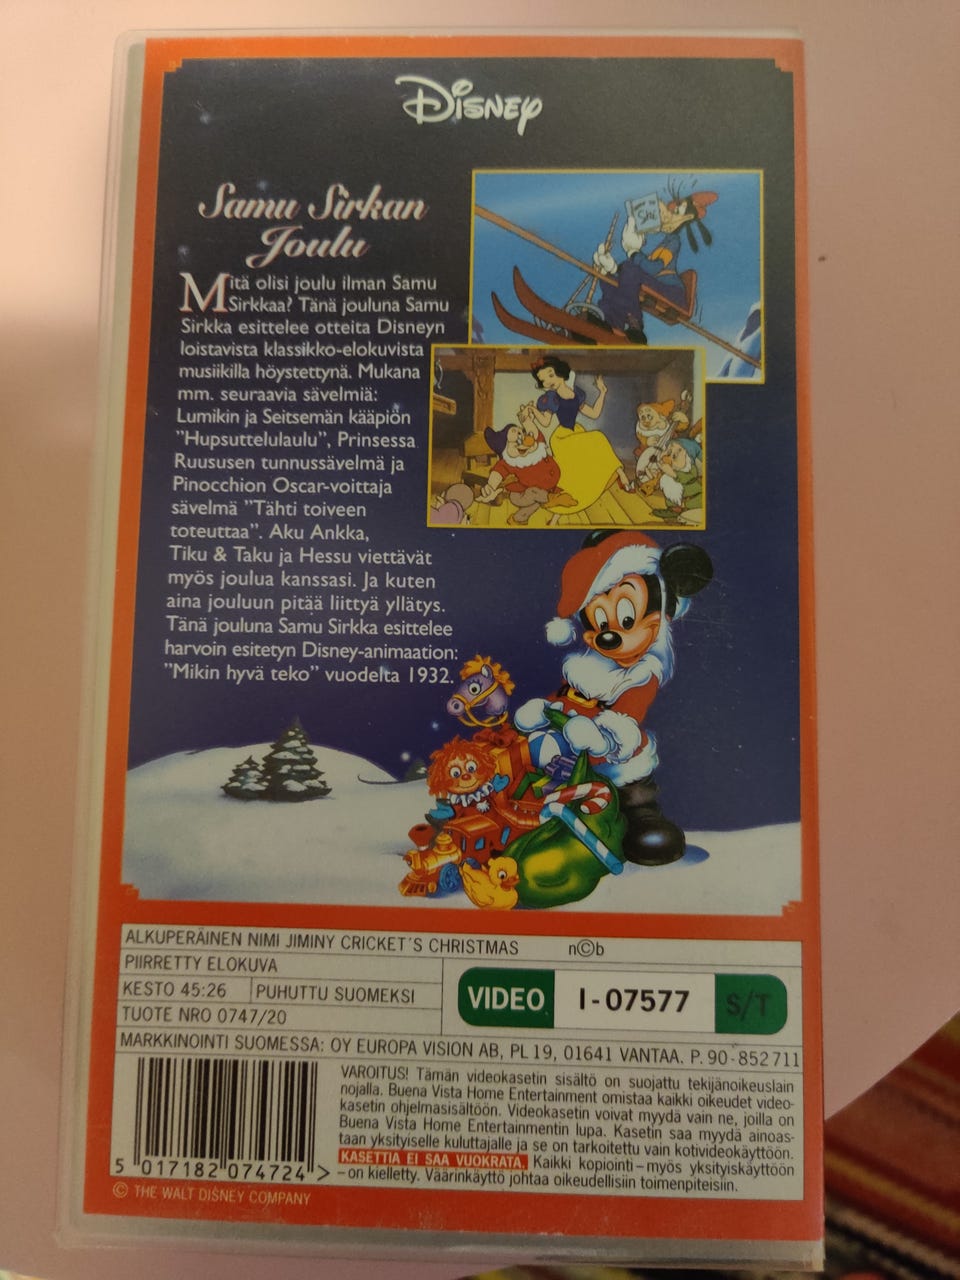 Disney
Samu Sirkan
Joulu
Mitä olisi joulu ilman Samu
Sirkkaa? Tänä jouluna Samu
Sirkka esittelee otteita Disneyn
loistavista klassikko-elokuvista
musiikilla höystettynä. Mukana
mm. seuraavia sävelmiä:
Lumikin ja Seitsemän kääpiön
"Hupsuttelulaulu", Prinsessa
Ruususen tunnussävelmä ja
Pinocchion Oscar-voittaja
sävelmä "Tähti toiveen
toteuttaa". Aku Ankka,
Tiku & Taku ja Hessu viettävät
myös joulua kanssasi. Ja kuten
aina jouluun pitää liittyä yllätys.
Tänä jouluna Samu Sirkka esittelee
harvoin esitetyn Disney-animaation:
"Mikin hyvä teko" vuodelta 1932.
ALKUPERÄINEN NIMI JIMINY CRICKET´S CHRISTMAS n©b
PIIRRETTY ELOKUVA
KESTO 45:26 PUHUTTU SUOMEKSI
TUOTE NRO 0747/20
VIDEO I-07577 S/T
MARKKINOINTI SUOMESSA: OY EUROPA VISION AB, PL 19, 01641 VANTAA. P. 90-852711
VAROITUS! Tämän videokasetin sisältö on suojattu tekijänoikeuslain
nojalla. Buena Vista Home Entertainment omistaa kaikki oikeudet video-
kasetin ohjelmasisältöön. Videokasetin voivat myydä vain ne, joilla on
Buena Vista Home Entertainmentin lupa. Kasetin saa myydä ainoas-
taan yksityiselle kuluttajalle ja se on tarkoitettu vain kotivideokäyttöön.
KASETTIA EI SAA VUOKRATA. Kaikki kopiointi – myös yksityiskäyttöön
– on kielletty. Väärinkäyttö johtaa oikeudellisiin toimenpiteisiin.
5 017182 074724 >
© THE WALT DISNEY COMPANY